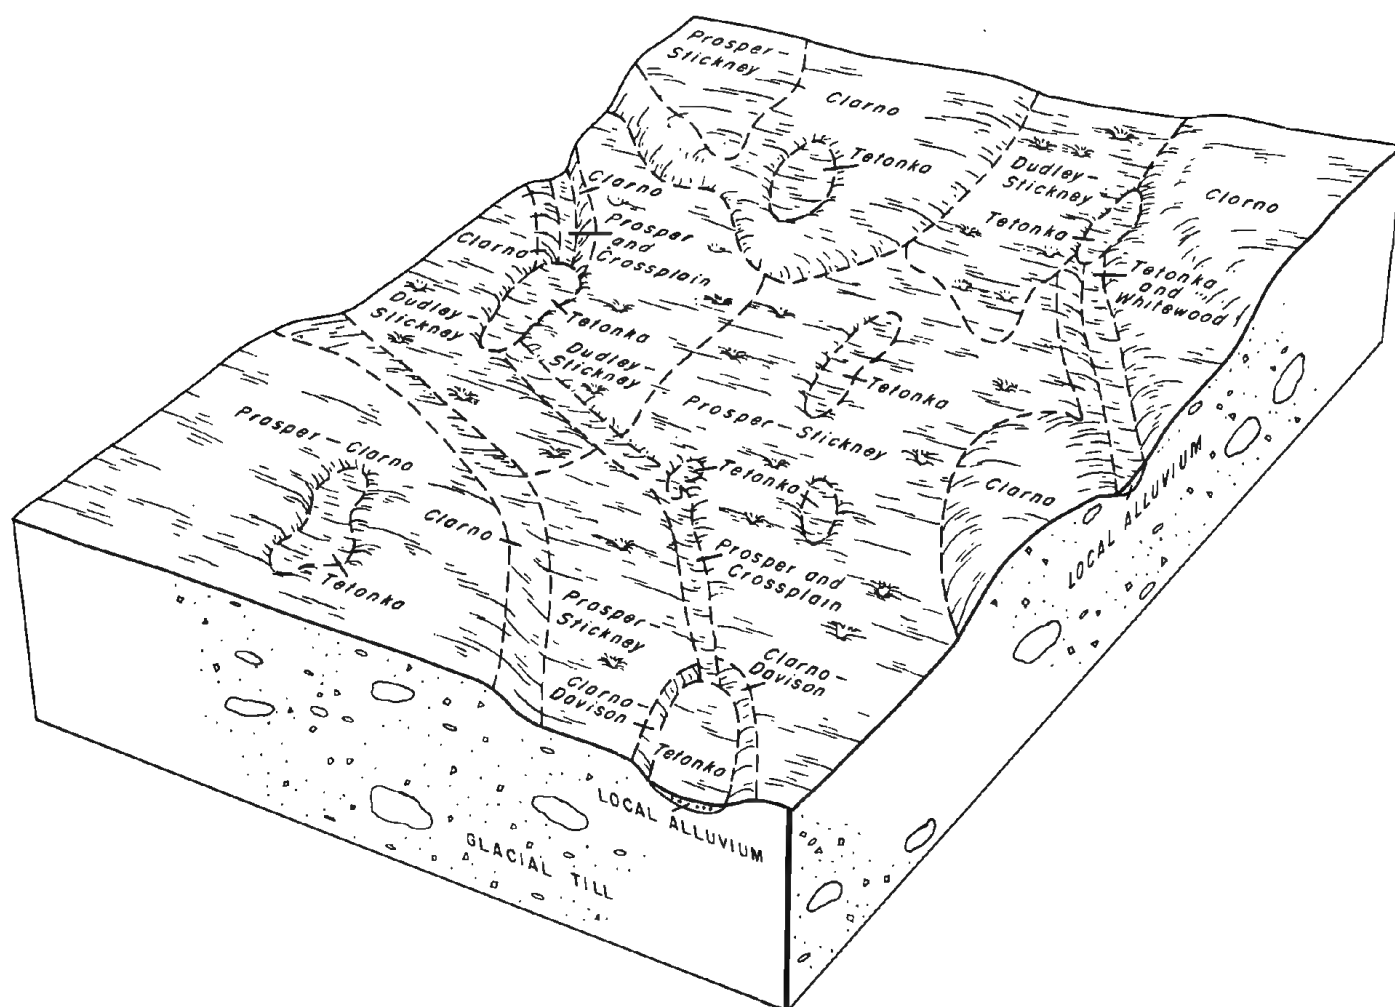 Prosper-
Stickney
Clarno
Tetonka
Dudley-
Stickney
Clarno
Clarno
Prosper
and
Crossplain
Tetonka
Tetonka
and
Whitewood
Clarno
Dudley-
Stickney
Tetonka
Dudley-
Stickney
Tetonka
Prosper-Stickney
Prosper-Clarno
Tetonka
Clarno
Clarno
LOCAL ALLUVIUM
Tetonka
Prosper and
Crossplain
Prosper-
Stickney
Clarno-
Davison
Clarno-
Davison
Tetonka
LOCAL ALLUVIUM
GLACIAL TILL